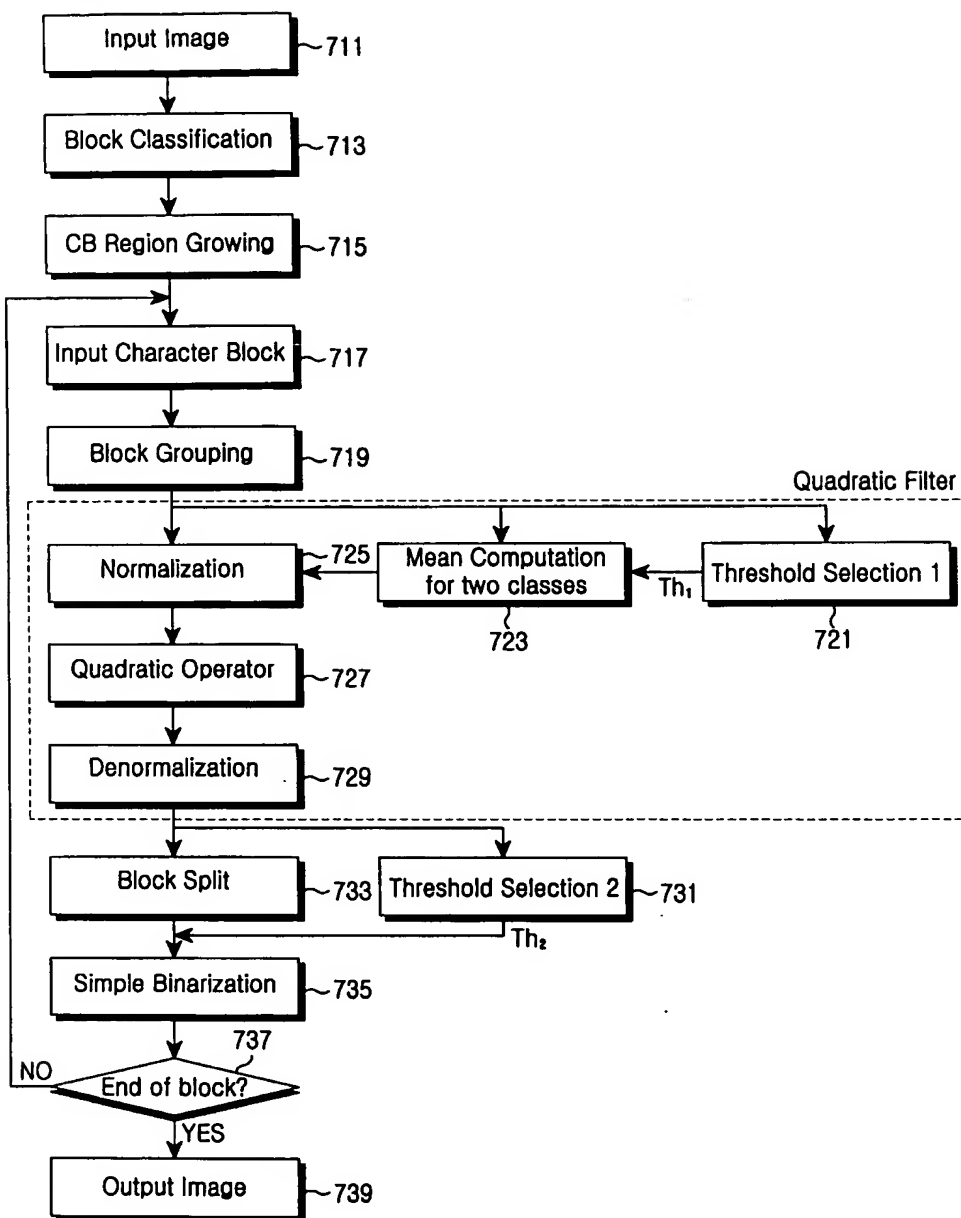 Input Image
711
Block Classification
713
CB Region Growing
715
Input Character Block
717
Block Grouping
719
Quadratic Filter
Normalization
725
Mean Computation
for two classes
723
Th₁
Threshold Selection 1
721
Quadratic Operator
727
Denormalization
729
Block Split
733
Threshold Selection 2
731
Th₂
Simple Binarization
735
737
NO
End of block?
YES
Output Image
739